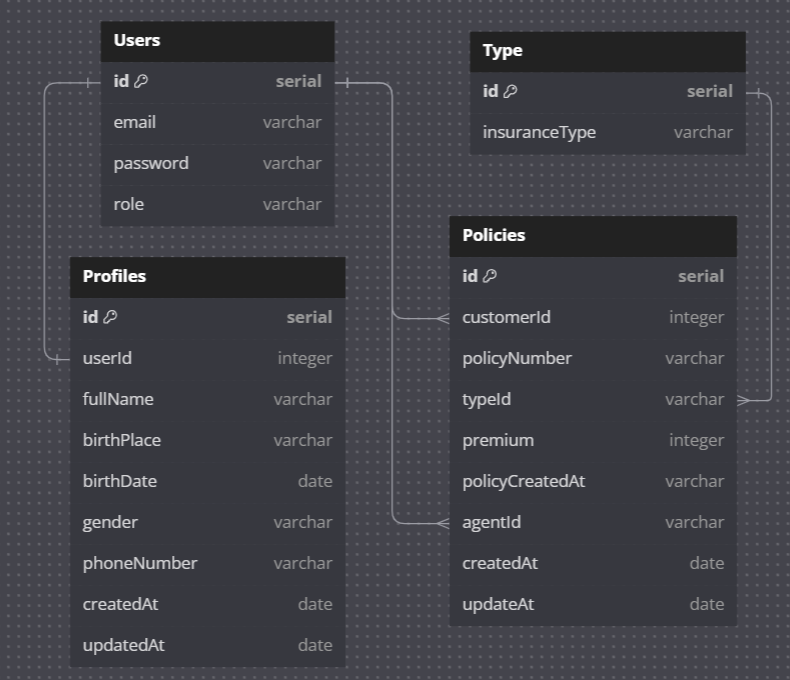 Users
id serial
email varchar
password varchar
role varchar
Profiles
id serial
userId integer
fullName varchar
birthPlace varchar
birthDate date
gender varchar
phoneNumber varchar
createdAt date
updatedAt date
Type
id serial
insuranceType varchar
Policies
id serial
customerId integer
policyNumber varchar
typeId varchar
premium integer
policyCreatedAt varchar
agentId varchar
createdAt date
updateAt date